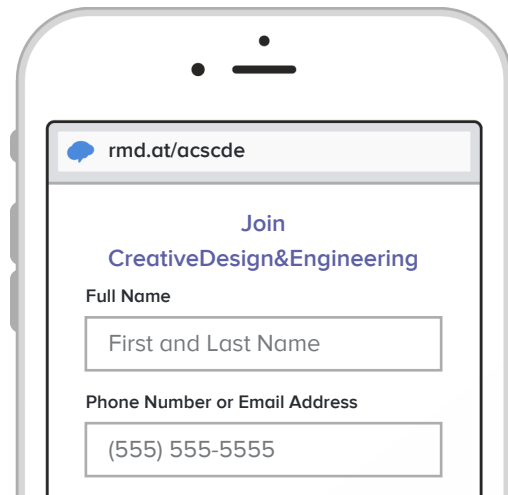 rmd.at/acscde
Join
CreativeDesign&Engineering
Full Name
First and Last Name
Phone Number or Email Address
(555) 555-5555